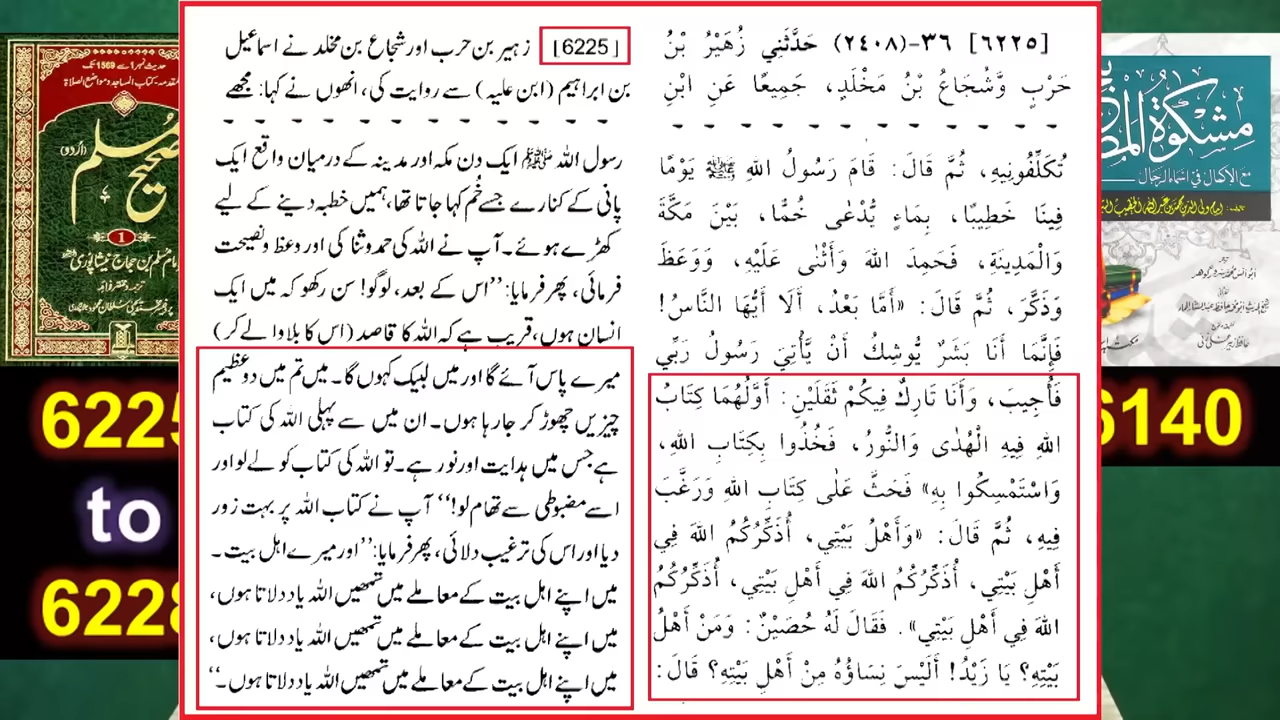 [٦٢٢٥] ٣٦-(٢٤٠٨) حَدَّثَنِي زُهَيْرُ بْنُ
حَرْبٍ وَّشُجَاعُ بْنُ مَخْلَدٍ، جَمِيعًا عَنِ ابْنِ
تُكَلِّفُونِيهِ، ثُمَّ قَالَ: قَامَ رَسُولُ اللهِ ﷺ يَوْمًا
فِينَا خَطِيبًا، بِمَاءٍ يُّدْعٰى خُمًّا، بَيْنَ مَكَّةَ
وَالْمَدِينَةِ، فَحَمِدَ اللهَ وَأَثْنٰى عَلَيْهِ، وَوَعَظَ
وَذَكَّرَ، ثُمَّ قَالَ: «أَمَّا بَعْدُ، أَلَا أَيُّهَا النَّاسُ!
فَإِنَّمَا أَنَا بَشَرٌ يُّوشِكُ أَنْ يَّأْتِيَ رَسُولُ رَبِّي
فَأُجِيبَ، وَأَنَا تَارِكٌ فِيكُمْ ثَقَلَيْنِ: أَوَّلُهُمَا كِتَابُ
اللهِ فِيهِ الْهُدٰى وَالنُّورُ، فَخُذُوا بِكِتَابِ اللهِ،
وَاسْتَمْسِكُوا بِهِ» فَحَثَّ عَلٰى كِتَابِ اللهِ وَرَغَّبَ
فِيهِ، ثُمَّ قَالَ: «وَأَهْلُ بَيْتِي، أُذَكِّرُكُمُ اللهَ فِي
أَهْلِ بَيْتِي، أُذَكِّرُكُمُ اللهَ فِي أَهْلِ بَيْتِي، أُذَكِّرُكُمُ
اللهَ فِي أَهْلِ بَيْتِي». فَقَالَ لَهُ حُصَيْنٌ: وَمَنْ أَهْلُ
بَيْتِهِ؟ يَا زَيْدُ! أَلَيْسَ نِسَاؤُهُ مِنْ أَهْلِ بَيْتِهِ؟ قَالَ:
[6225] زہیر بن حرب اور شجاع بن مخلد نے اسماعیل
بن ابراہیم (ابن علیہ) سے روایت کی، انھوں نے کہا: مجھے
رسول اللہ ﷺ ایک دن مکہ اور مدینہ کے درمیان واقع ایک
پانی کے کنارے جسے خُم کہا جاتا تھا، ہمیں خطبہ دینے کے لیے
کھڑے ہوئے۔ آپ نے اللہ کی حمد و ثنا کی اور وعظ و نصیحت
فرمائی، پھر فرمایا: ’’اس کے بعد، لوگو! سن رکھو کہ میں ایک
انسان ہوں، قریب ہے کہ اللہ کا قاصد (اس کا بلاوا لے کر)
میرے پاس آئے گا اور میں لبیک کہوں گا۔ میں تم میں دو عظیم
چیزیں چھوڑ کر جا رہا ہوں۔ ان میں سے پہلی اللہ کی کتاب
ہے جس میں ہدایت اور نور ہے۔ تو اللہ کی کتاب کو لے لو اور
اسے مضبوطی سے تھام لو!‘‘ آپ نے کتاب اللہ پر بہت زور
دیا اور اس کی ترغیب دلائی، پھر فرمایا: ’’اور میرے اہل بیت۔
میں اپنے اہل بیت کے معاملے میں تمھیں اللہ یاد دلاتا ہوں،
میں اپنے اہل بیت کے معاملے میں تمھیں اللہ یاد دلاتا ہوں،
میں اپنے اہل بیت کے معاملے میں تمھیں اللہ یاد دلاتا ہوں۔‘‘
صحیح مسلم
(اردو)
1
6225
to
6228
مشکوٰۃ
مع الاکمال فی اسماء الرجال
6140